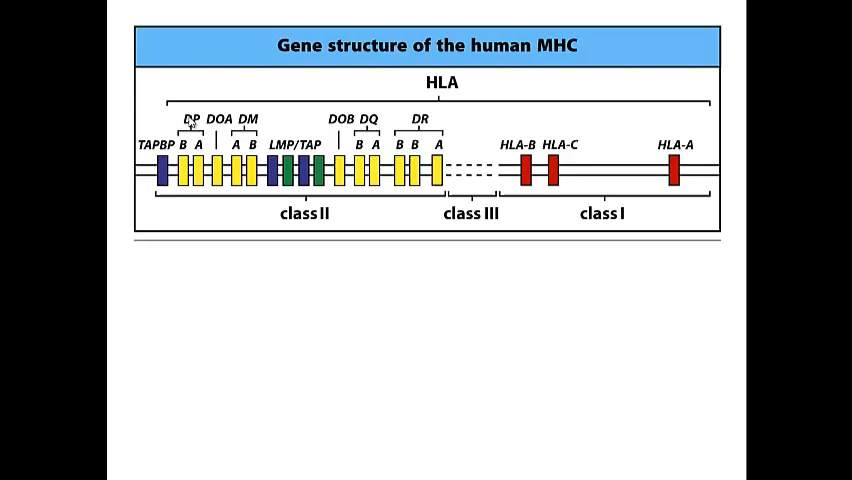 Gene structure of the human MHC
HLA
DP DOA DM DOB DQ DR
TAPBP B A A B LMP/TAP B A B B A HLA-B HLA-C HLA-A
class II class III class I